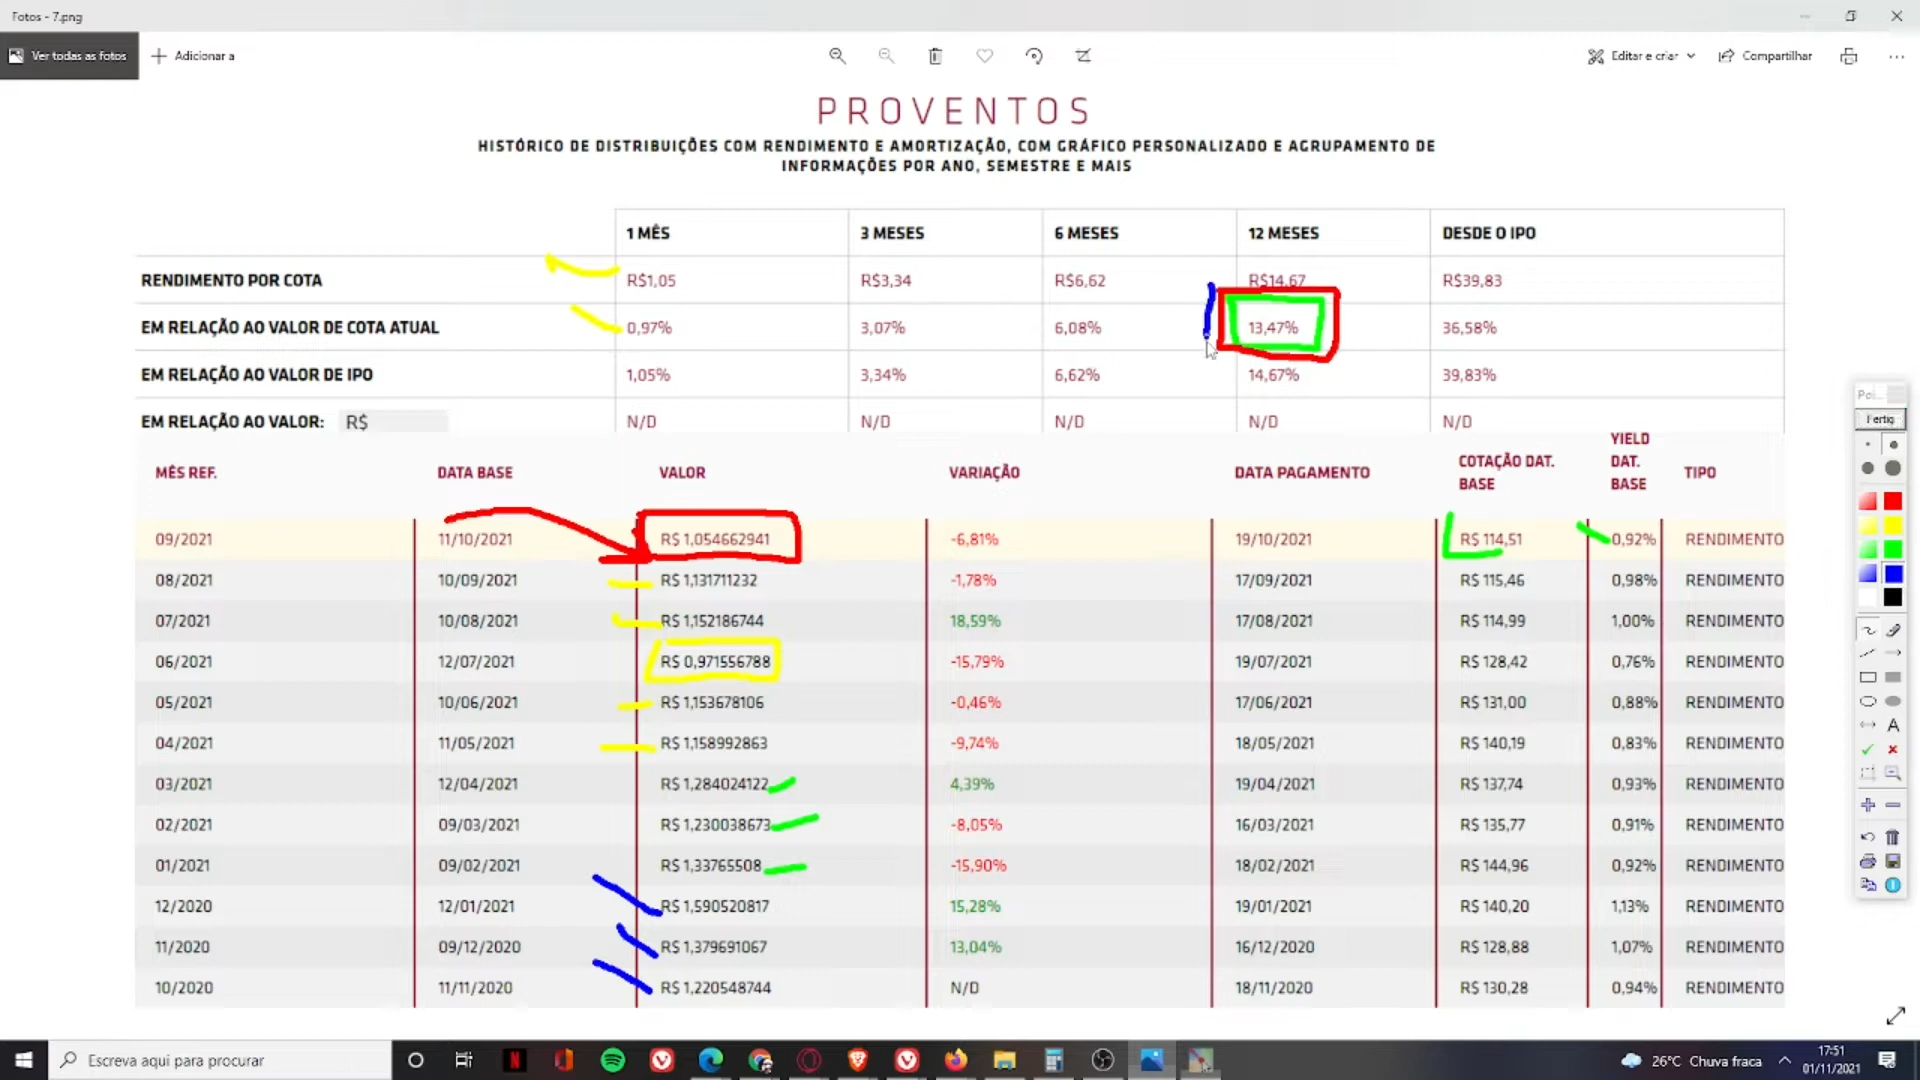 Fotos - 7.png
Ver todas as fotos
Adicionar a
Editar e criar
Compartilhar
PROVENTOS
HISTÓRICO DE DISTRIBUIÇÕES COM RENDIMENTO E AMORTIZAÇÃO, COM GRÁFICO PERSONALIZADO E AGRUPAMENTO DE
INFORMAÇÕES POR ANO, SEMESTRE E MAIS
1 MÊS 3 MESES 6 MESES 12 MESES DESDE O IPO
RENDIMENTO POR COTA R$1,05 R$3,34 R$6,62 R$14,67 R$39,83
EM RELAÇÃO AO VALOR DE COTA ATUAL 0,97% 3,07% 6,08% 13,47% 36,58%
EM RELAÇÃO AO VALOR DE IPO 1,05% 3,34% 6,62% 14,67% 39,83%
EM RELAÇÃO AO VALOR: R$ N/D N/D N/D N/D N/D
MÊS REF. DATA BASE VALOR VARIAÇÃO DATA PAGAMENTO COTAÇÃO DAT. BASE YIELD DAT. BASE TIPO
09/2021 11/10/2021 R$ 1,054662941 -6,81% 19/10/2021 R$ 114,51 0,92% RENDIMENTO
08/2021 10/09/2021 R$ 1,131711232 -1,78% 17/09/2021 R$ 115,46 0,98% RENDIMENTO
07/2021 10/08/2021 R$ 1,152186744 18,59% 17/08/2021 R$ 114,99 1,00% RENDIMENTO
06/2021 12/07/2021 R$ 0,971556788 -15,79% 19/07/2021 R$ 128,42 0,76% RENDIMENTO
05/2021 10/06/2021 R$ 1,153678106 -0,46% 17/06/2021 R$ 131,00 0,88% RENDIMENTO
04/2021 11/05/2021 R$ 1,158992863 -9,74% 18/05/2021 R$ 140,19 0,83% RENDIMENTO
03/2021 12/04/2021 R$ 1,284024122 4,39% 19/04/2021 R$ 137,74 0,93% RENDIMENTO
02/2021 09/03/2021 R$ 1,230038673 -8,05% 16/03/2021 R$ 135,77 0,91% RENDIMENTO
01/2021 09/02/2021 R$ 1,33765508 -15,90% 18/02/2021 R$ 144,96 0,92% RENDIMENTO
12/2020 12/01/2021 R$ 1,590520817 15,28% 19/01/2021 R$ 140,20 1,13% RENDIMENTO
11/2020 09/12/2020 R$ 1,379691067 13,04% 16/12/2020 R$ 128,88 1,07% RENDIMENTO
10/2020 11/11/2020 R$ 1,220548744 N/D 18/11/2020 R$ 130,28 0,94% RENDIMENTO
Fertig
A
Escreva aqui para procurar
26°C Chuva fraca
17:51
01/11/2021